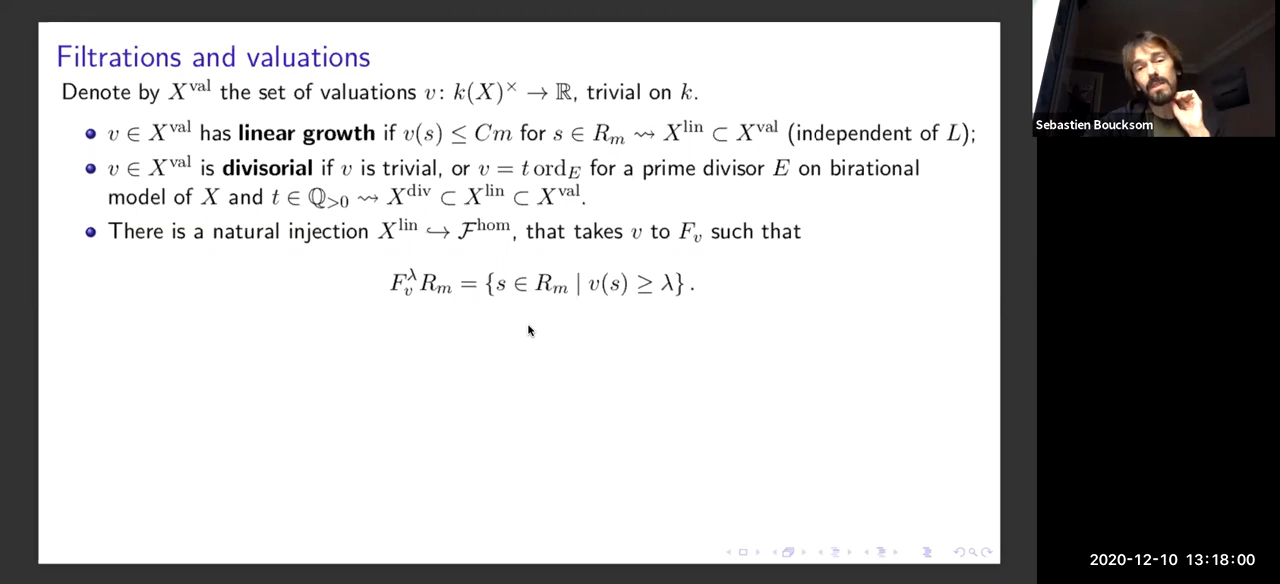 Filtrations and valuations
Denote by X^val the set of valuations v: k(X)^× → ℝ, trivial on k.
• v ∈ X^val has linear growth if v(s) ≤ Cm for s ∈ R_m ⇝ X^lin ⊂ X^val (independent of L);
• v ∈ X^val is divisorial if v is trivial, or v = t ord_E for a prime divisor E on birational
model of X and t ∈ ℚ_{>0} ⇝ X^div ⊂ X^lin ⊂ X^val.
• There is a natural injection X^lin ↪ 𝓕^hom, that takes v to F_v such that
F_v^λ R_m = {s ∈ R_m | v(s) ≥ λ}.
Sebastien Boucksom
2020-12-10 13:18:00